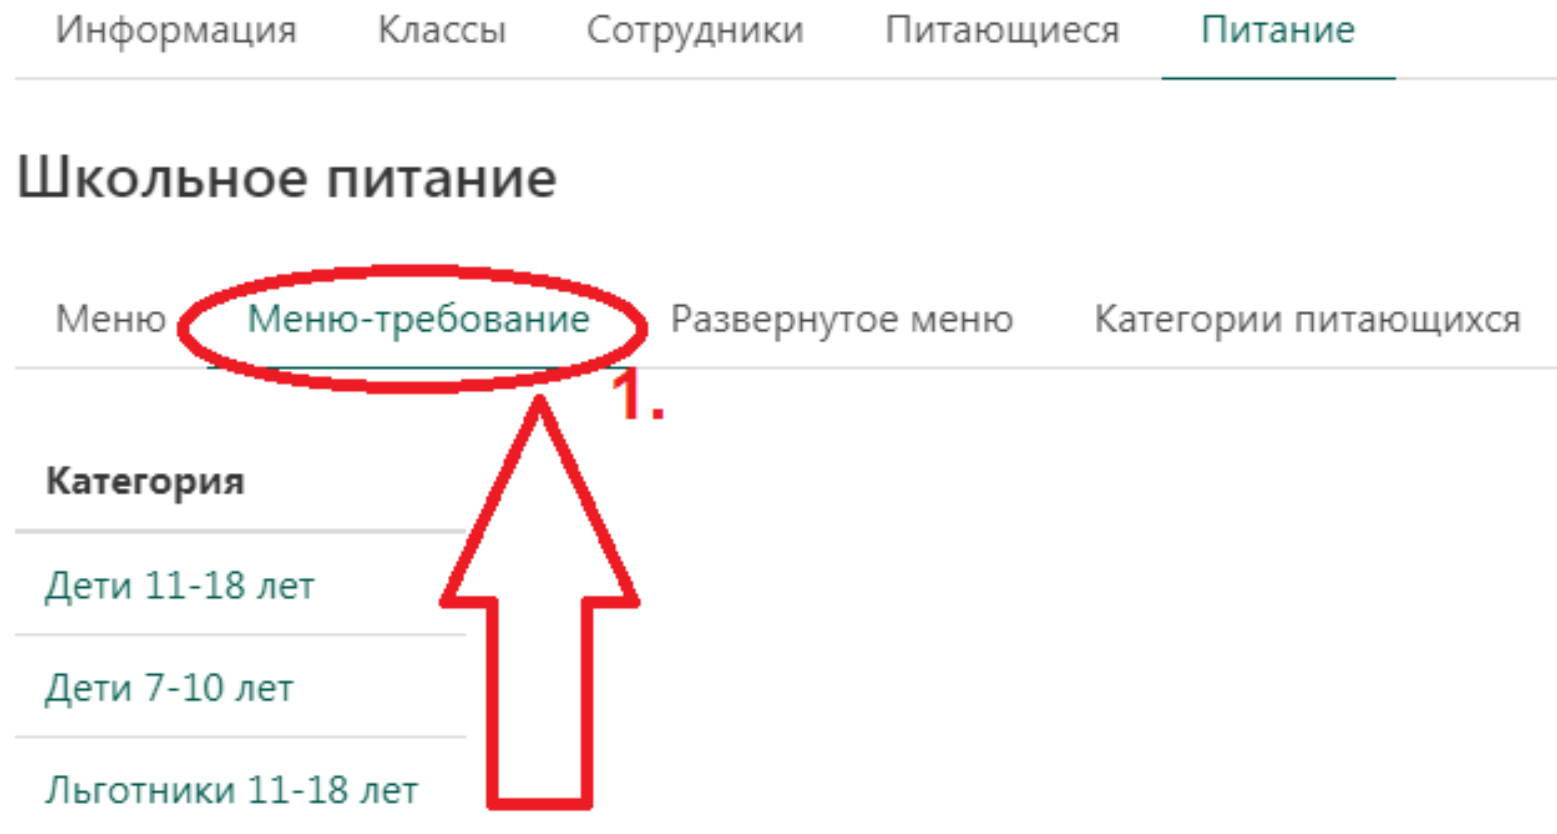 Информация Классы Сотрудники Питающиеся Питание
Школьное питание
Меню Меню-требование Развернутое меню Категории питающихся
1.
Категория
Дети 11-18 лет
Дети 7-10 лет
Льготники 11-18 лет